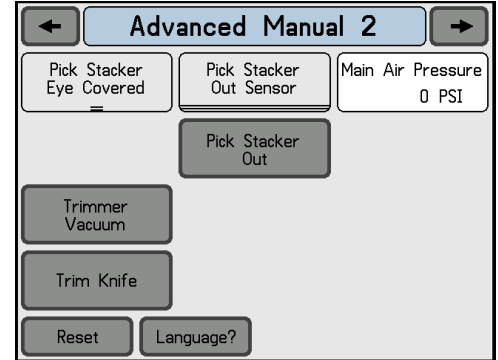 Advanced Manual 2
Pick Stacker
Eye Covered
Pick Stacker
Out Sensor
Main Air Pressure
0 PSI
Pick Stacker
Out
Trimmer
Vacuum
Trim Knife
Reset
Language?